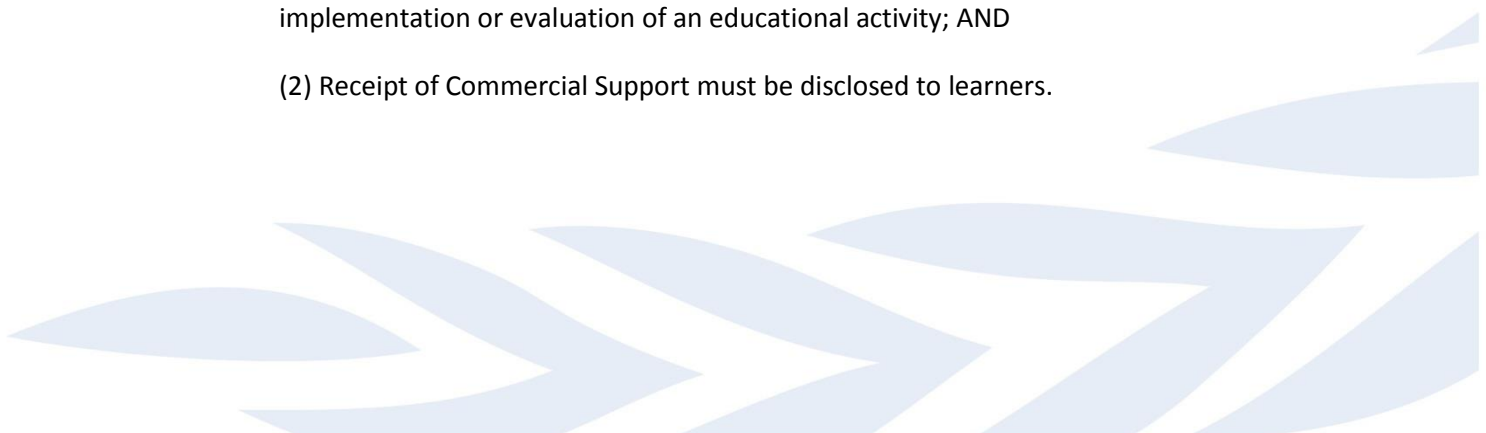 implementation or evaluation of an educational activity; AND
(2) Receipt of Commercial Support must be disclosed to learners.